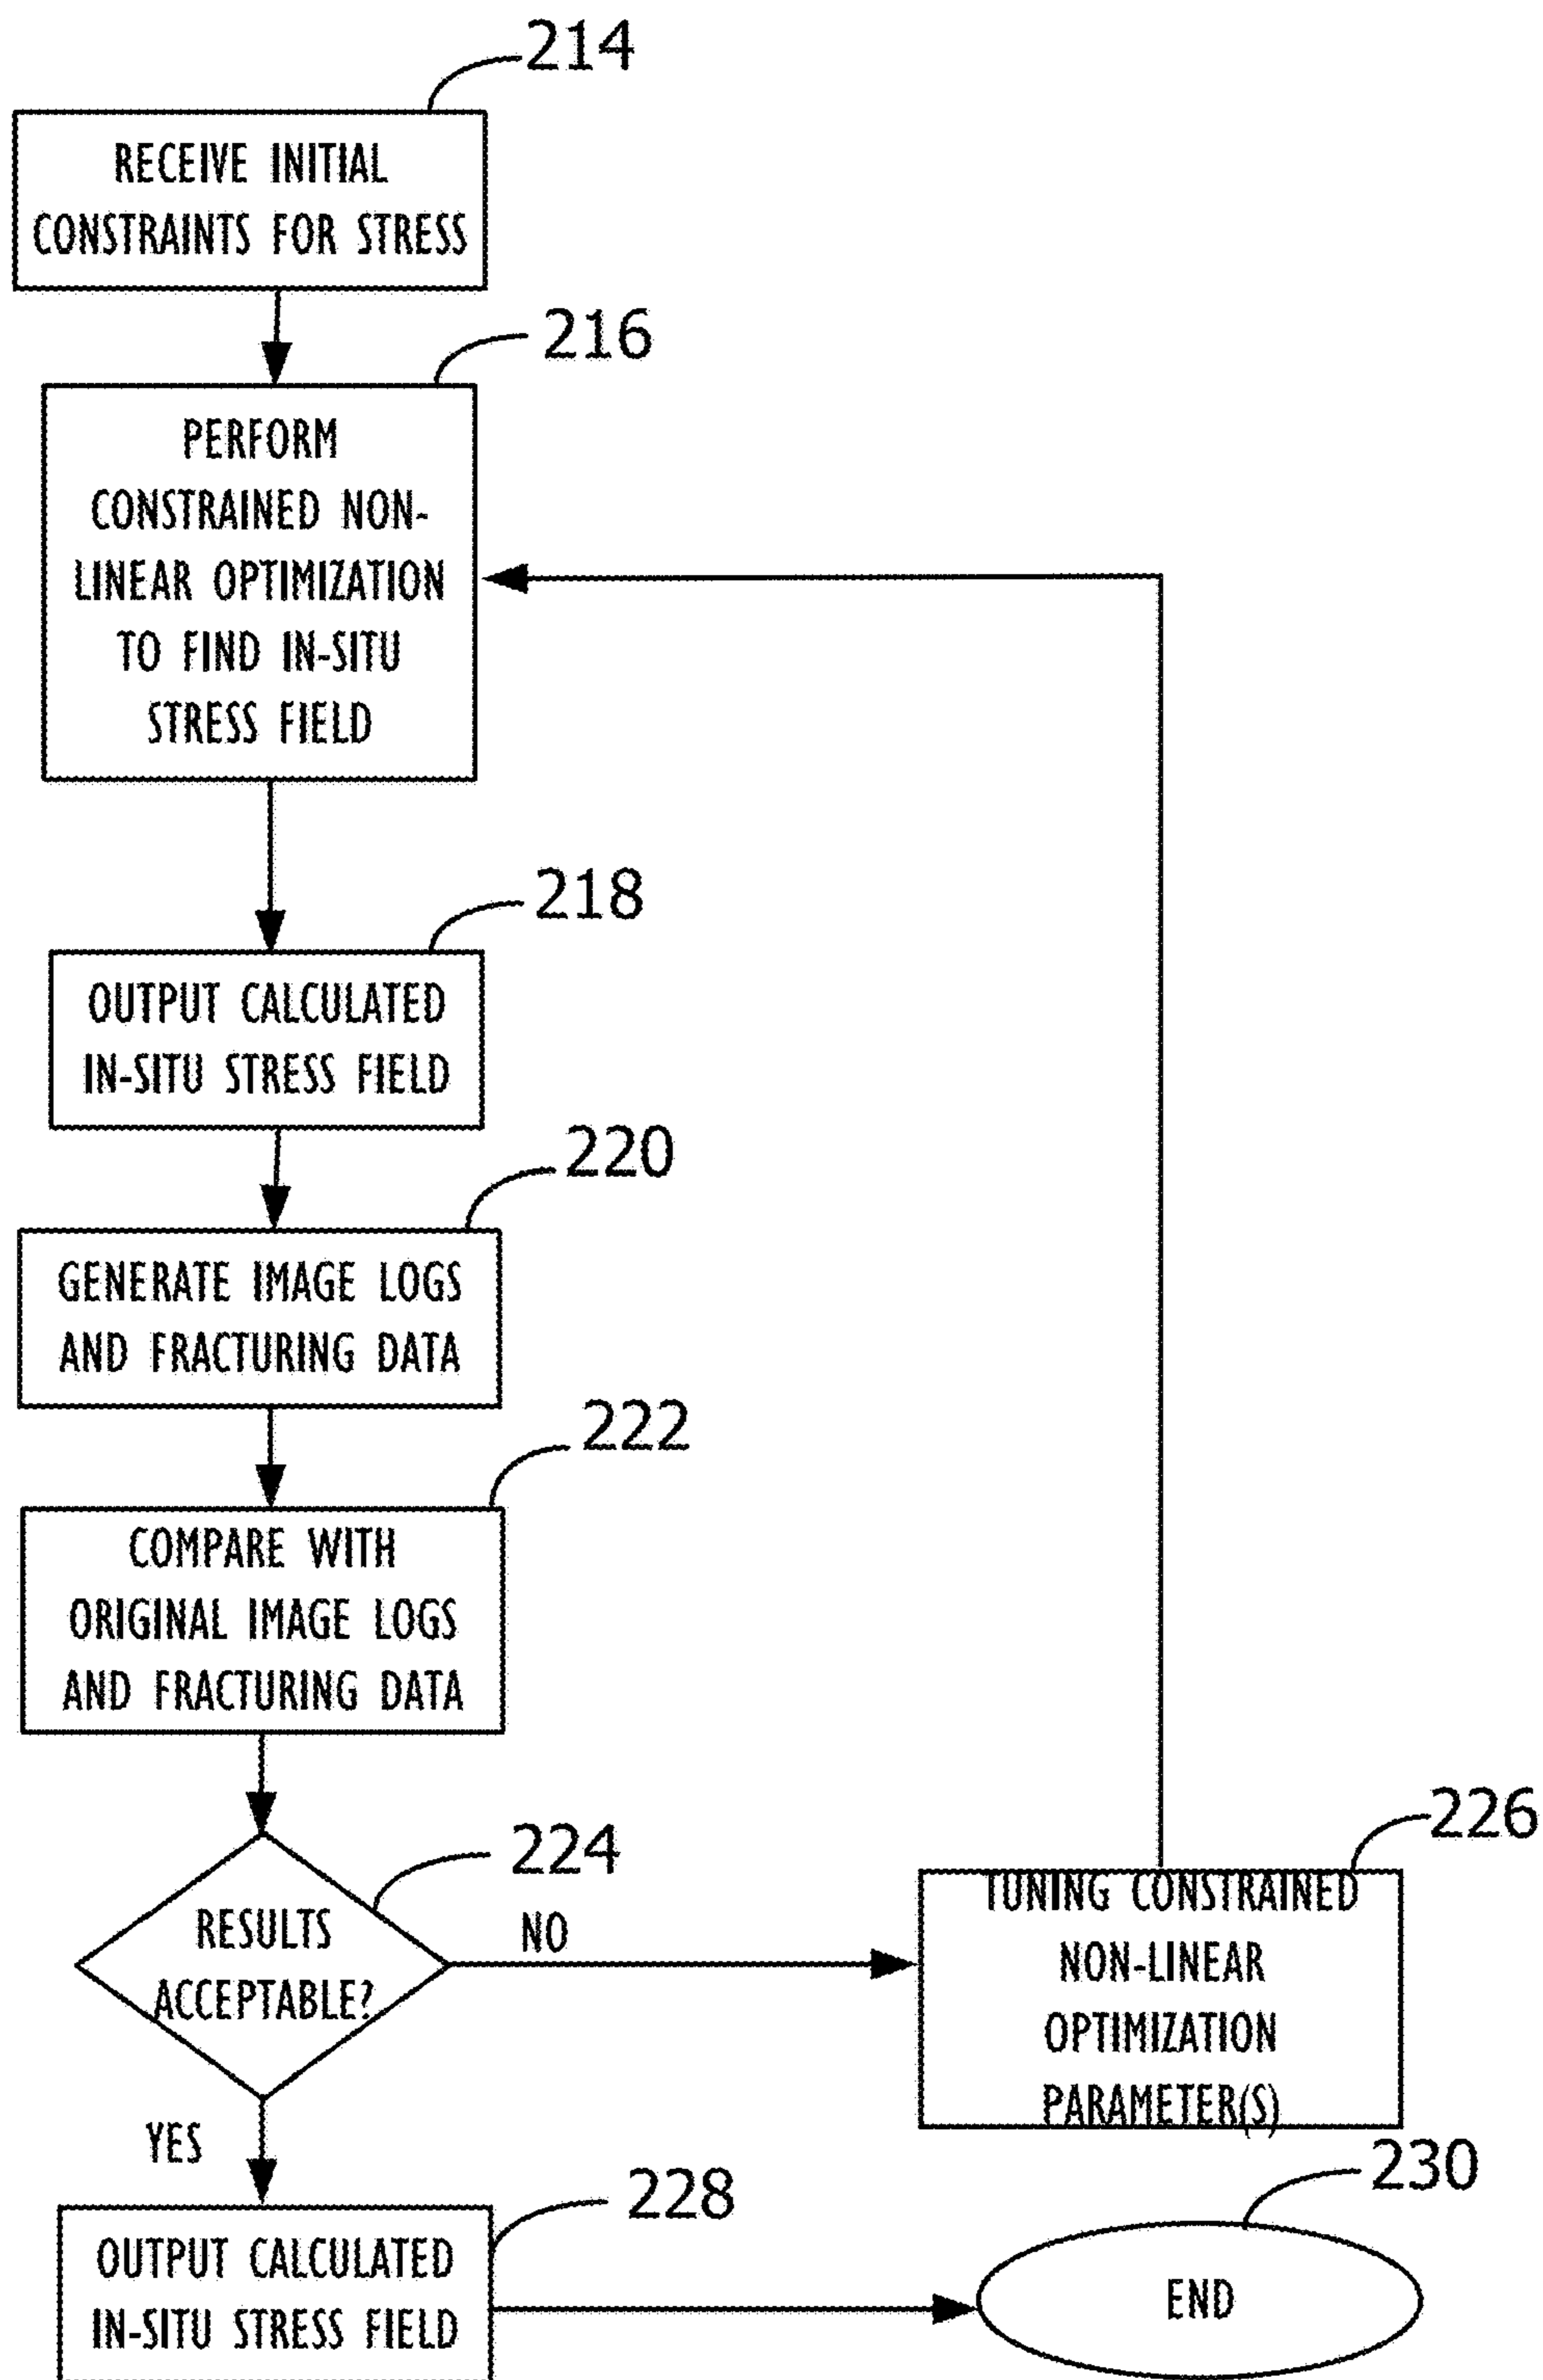 214
RECEIVE INITIAL
CONSTRAINTS FOR STRESS
216
PERFORM
CONSTRAINED NON-
LINEAR OPTIMIZATION
TO FIND IN-SITU
STRESS FIELD
218
OUTPUT CALCULATED
IN-SITU STRESS FIELD
220
GENERATE IMAGE LOGS
AND FRACTURING DATA
222
COMPARE WITH
ORIGINAL IMAGE LOGS
AND FRACTURING DATA
224
RESULTS
ACCEPTABLE?
NO
226
TUNING CONSTRAINED
NON-LINEAR
OPTIMIZATION
PARAMETER(S)
YES
228
OUTPUT CALCULATED
IN-SITU STRESS FIELD
230
END